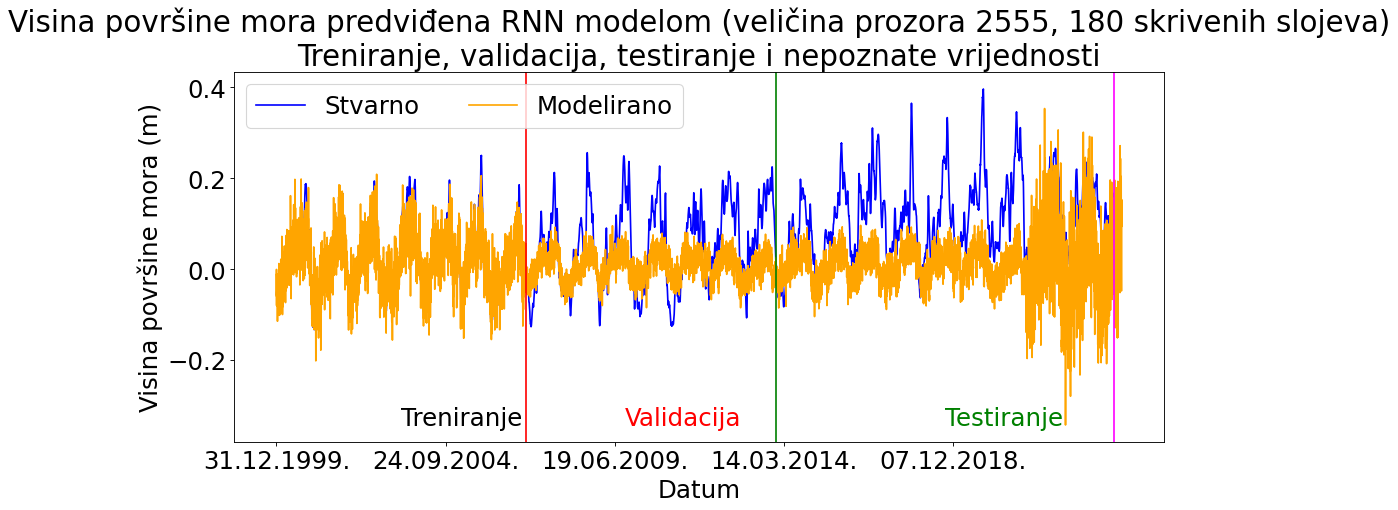 Visina površine mora predviđena RNN modelom (veličina prozora 2555, 180 skrivenih slojeva)
Treniranje, validacija, testiranje i nepoznate vrijednosti
Stvarno Modelirano
Visina površine mora (m)
0.4
0.2
0.0
−0.2
Treniranje Validacija Testiranje
31.12.1999. 24.09.2004. 19.06.2009. 14.03.2014. 07.12.2018.
Datum